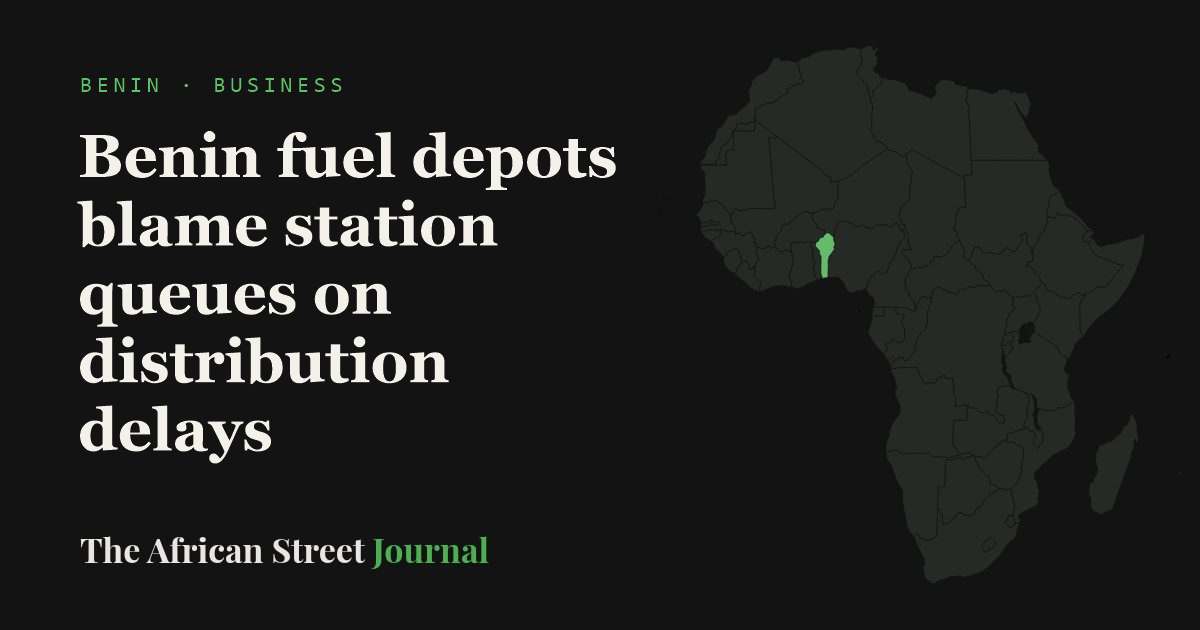 BENIN · BUSINESS
Benin fuel depots
blame station
queues on
distribution
delays
The African Street Journal